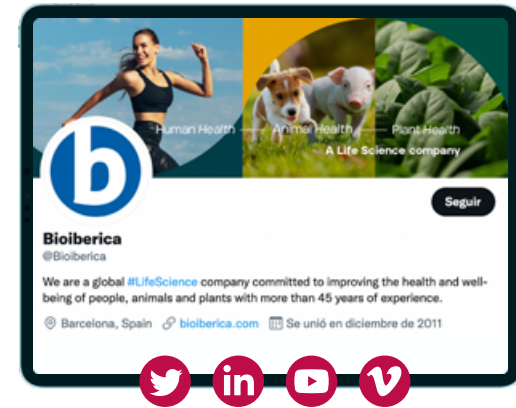 Human Health — Animal Health — Plant Health
A Life Science company
b
Seguir
Bioiberica
@Bioiberica
We are a global #LifeScience company committed to improving the health and well-
being of people, animals and plants with more than 45 years of experience.
Barcelona, Spain bioiberica.com Se unió en diciembre de 2011
in